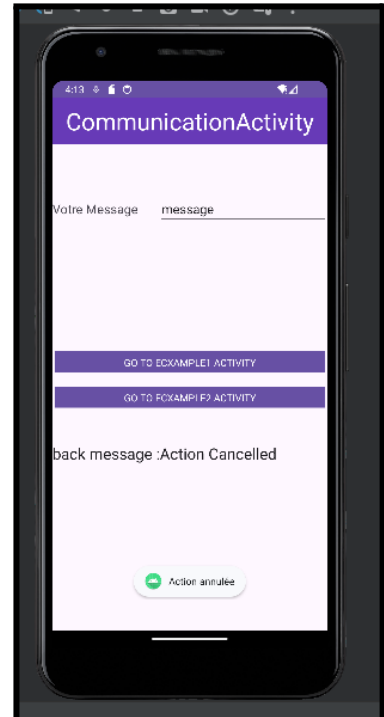 4:13
CommunicationActivity
Votre Message message
GO TO ECXAMPLE1 ACTIVITY
GO TO ECXAMPLE2 ACTIVITY
back message :Action Cancelled
Action annulée